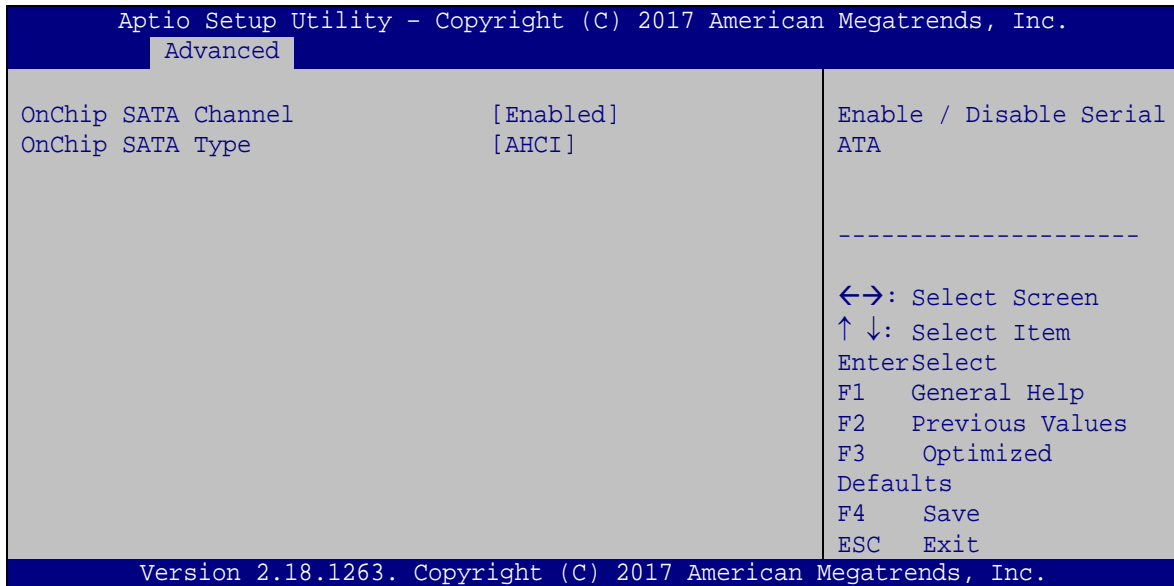 Aptio Setup Utility – Copyright (C) 2017 American Megatrends, Inc.
Advanced
OnChip SATA Channel [Enabled]
OnChip SATA Type [AHCI]
Enable / Disable Serial
ATA
---------------------
←→: Select Screen
↑ ↓: Select Item
EnterSelect
F1 General Help
F2 Previous Values
F3 Optimized
Defaults
F4 Save
ESC Exit
Version 2.18.1263. Copyright (C) 2017 American Megatrends, Inc.